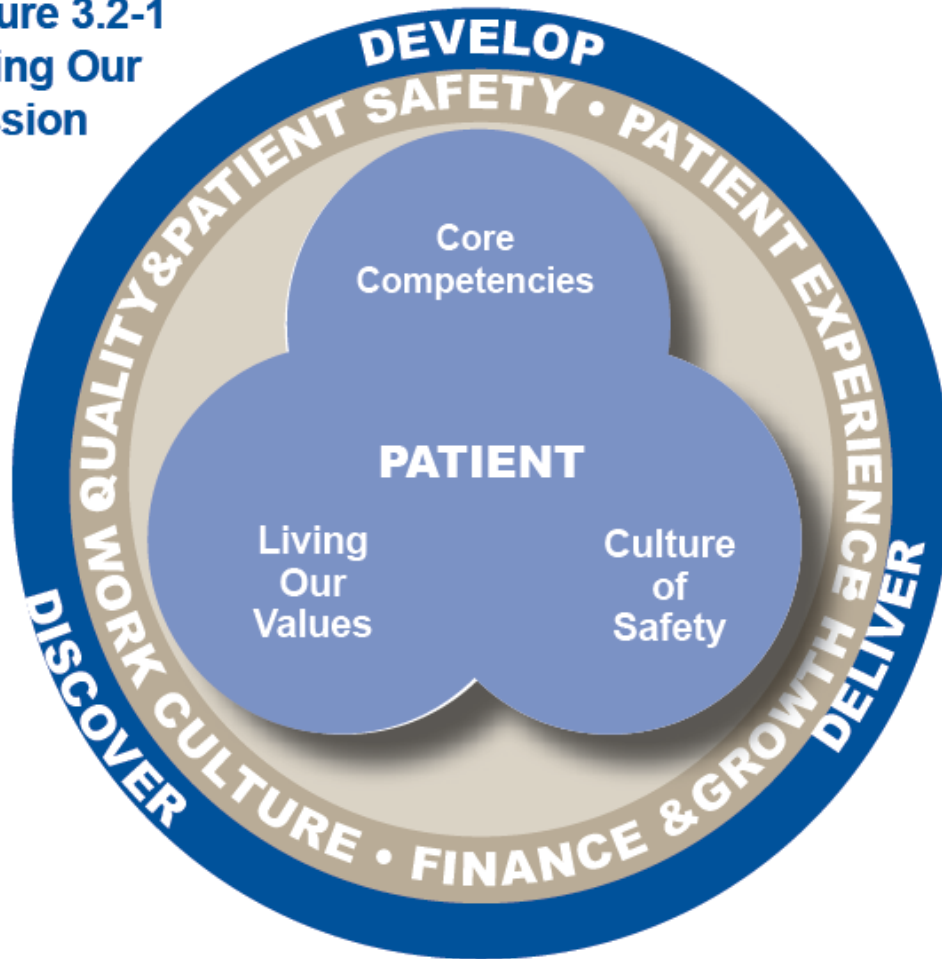 ure 3.2-1
ing Our
sion
DEVELOP
QUALITY&PATIENT SAFETY • PATIENT EXPERIENCE •
WORK CULTURE • FINANCE &GROWTH
DISCOVER
DELIVER
Core
Competencies
PATIENT
Living
Our
Values
Culture
of
Safety